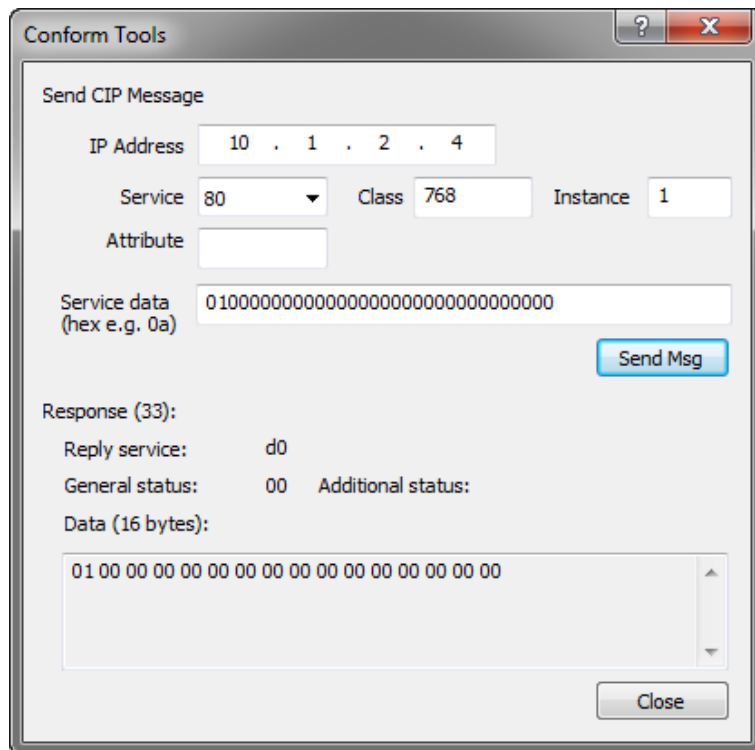 Conform Tools
Send CIP Message
IP Address 10 . 1 . 2 . 4
Service 80 Class 768 Instance 1
Attribute
Service data 01000000000000000000000000000000
(hex e.g. 0a)
Send Msg
Response (33):
Reply service: d0
General status: 00 Additional status:
Data (16 bytes):
01 00 00 00 00 00 00 00 00 00 00 00 00 00 00 00
Close